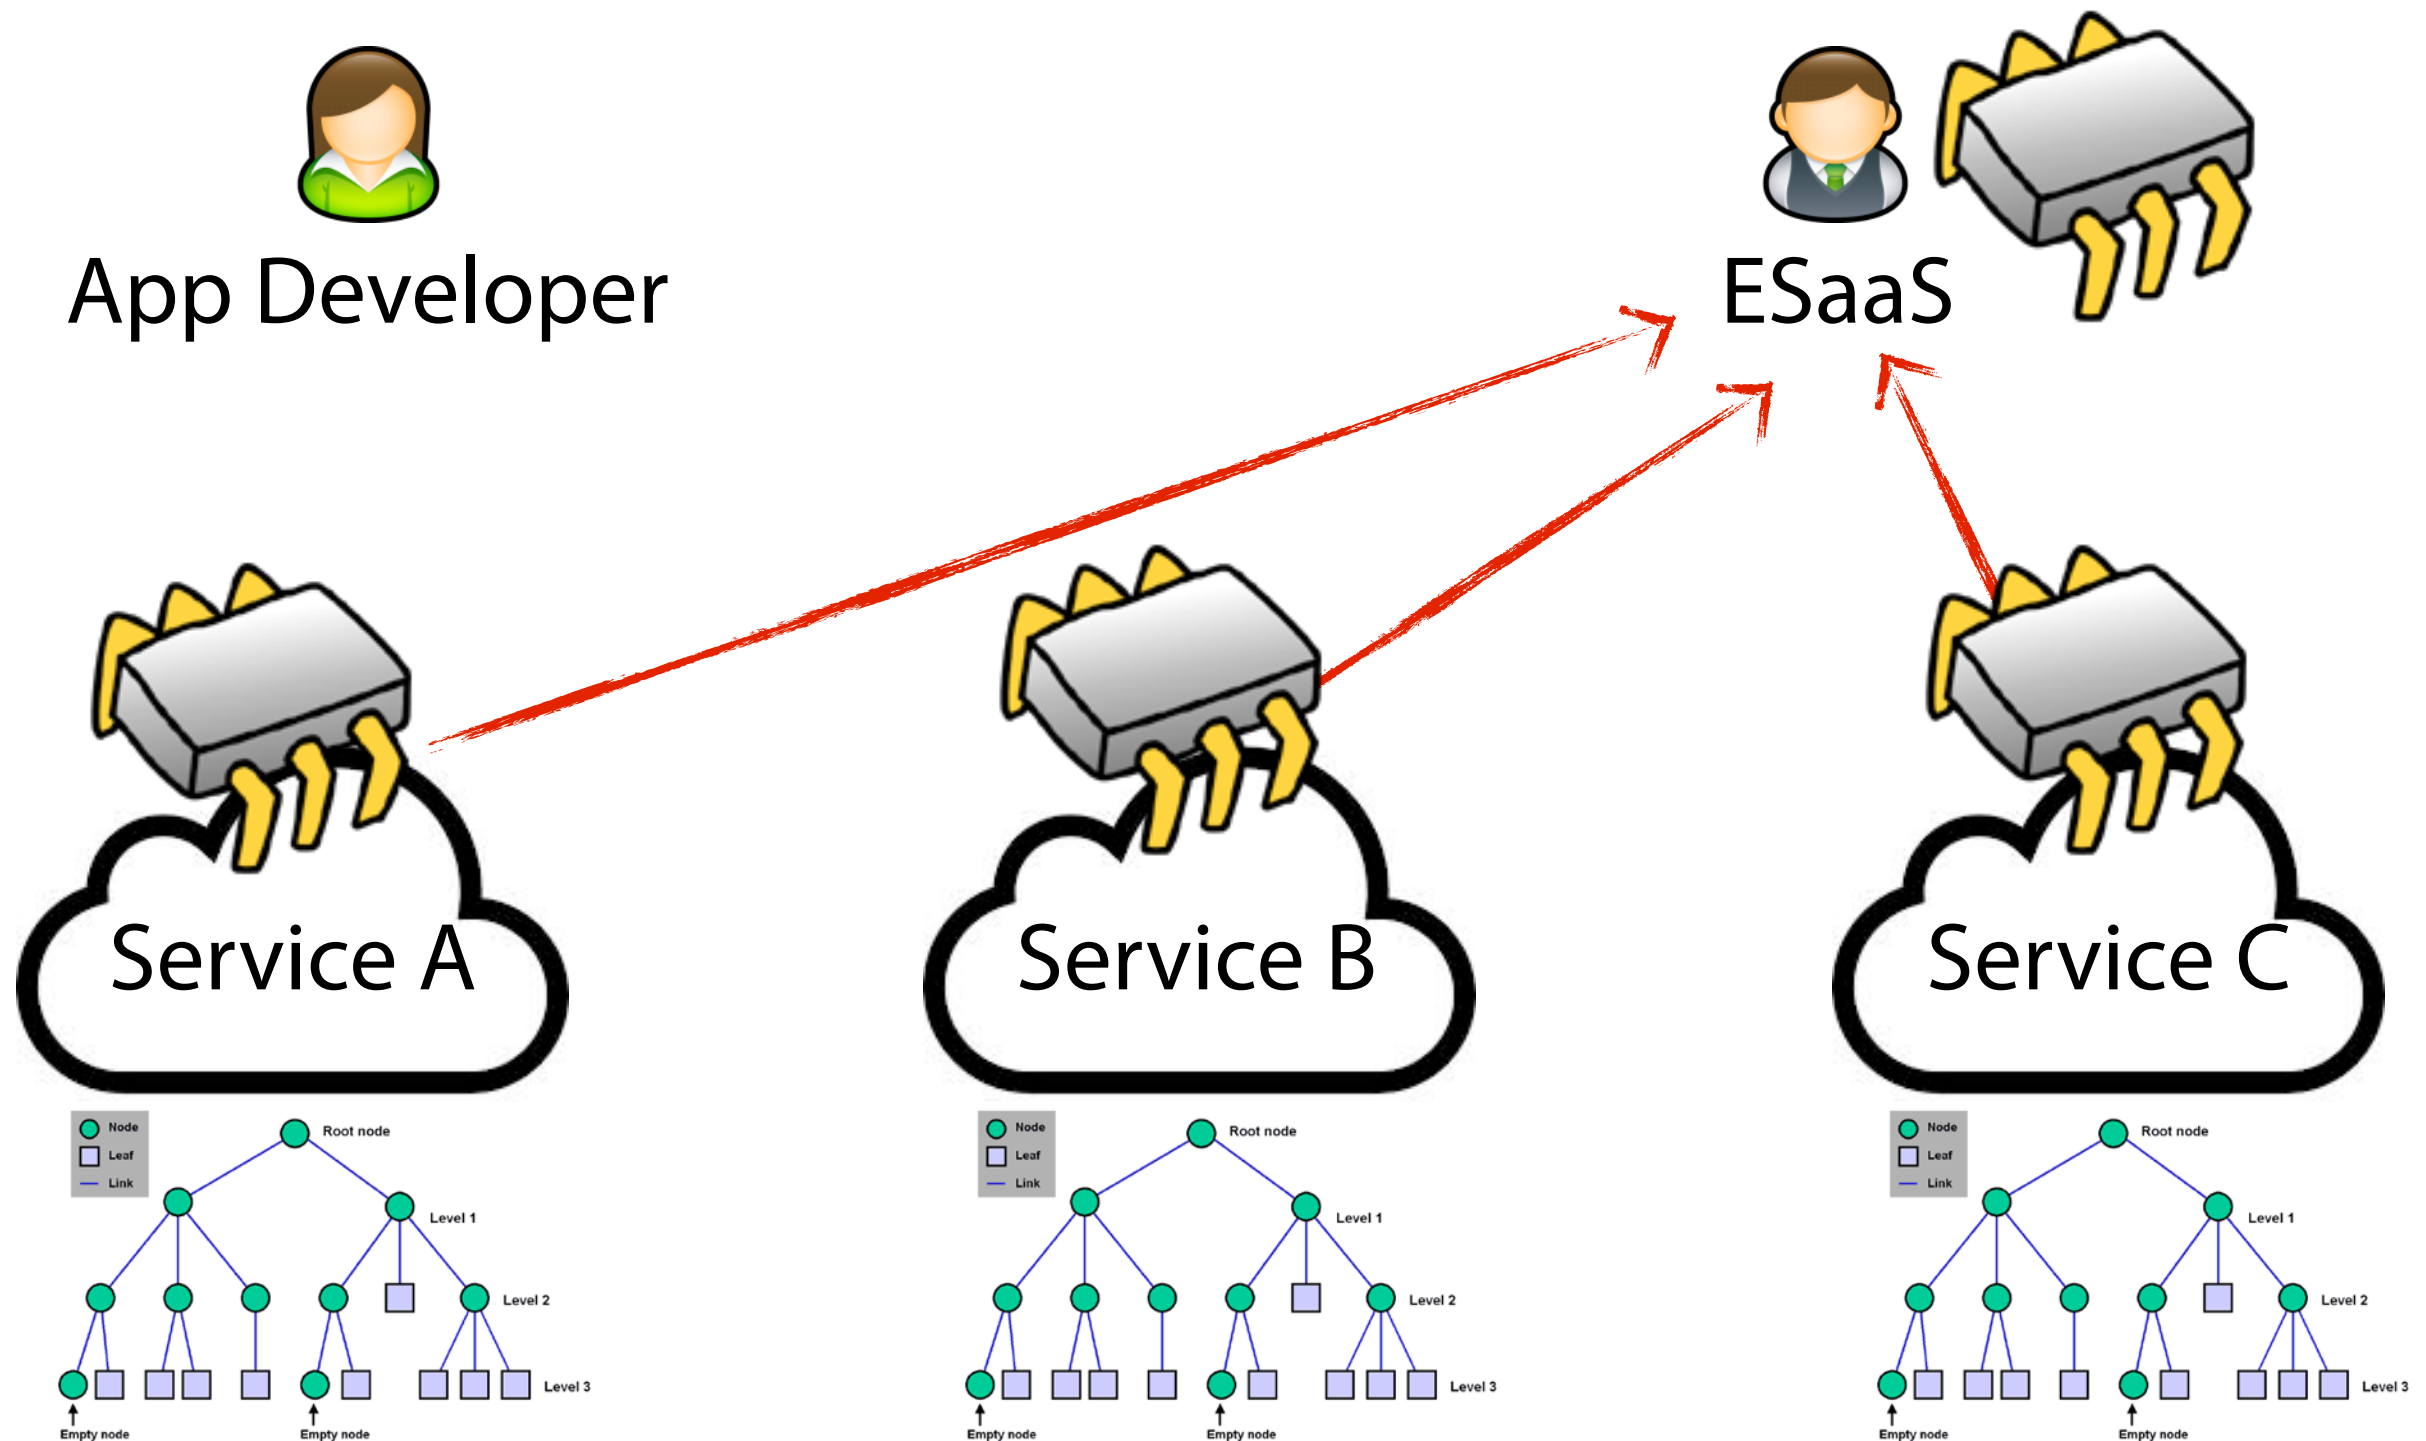 App Developer
ESaaS
Service A
Service B
Service C
Node
Leaf
Link
Root node
Level 1
Level 2
Level 3
Empty node
Empty node
Node
Leaf
Link
Root node
Level 1
Level 2
Level 3
Empty node
Empty node
Node
Leaf
Link
Root node
Level 1
Level 2
Level 3
Empty node
Empty node